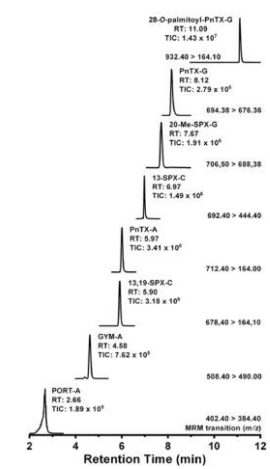 28-O-palmitoyl-PnTX-G
RT: 11.09
TIC: 1.43 x 10⁷
932.40 > 164.10
PnTX-G
RT: 8.12
TIC: 2.79 x 10⁶
694.38 > 676.36
20-Me-SPX-G
RT: 7.67
TIC: 1.91 x 10⁵
706,50 > 688,38
13-SPX-C
RT: 6.97
TIC: 1.49 x 10⁶
692.40 > 444.40
PnTX-A
RT: 5.97
TIC: 3.41 x 10⁶
712.40 > 164.00
13,19-SPX-C
RT: 5.90
TIC: 3.18 x 10⁶
678,40 > 164,10
GYM-A
RT: 4.58
TIC: 7.62 x 10⁵
508.40 > 490.00
PORT-A
RT: 2.66
TIC: 1.89 x 10⁵
402.40 > 384.40
MRM transition (m/z)
2 4 6 8 10 12
Retention Time (min)